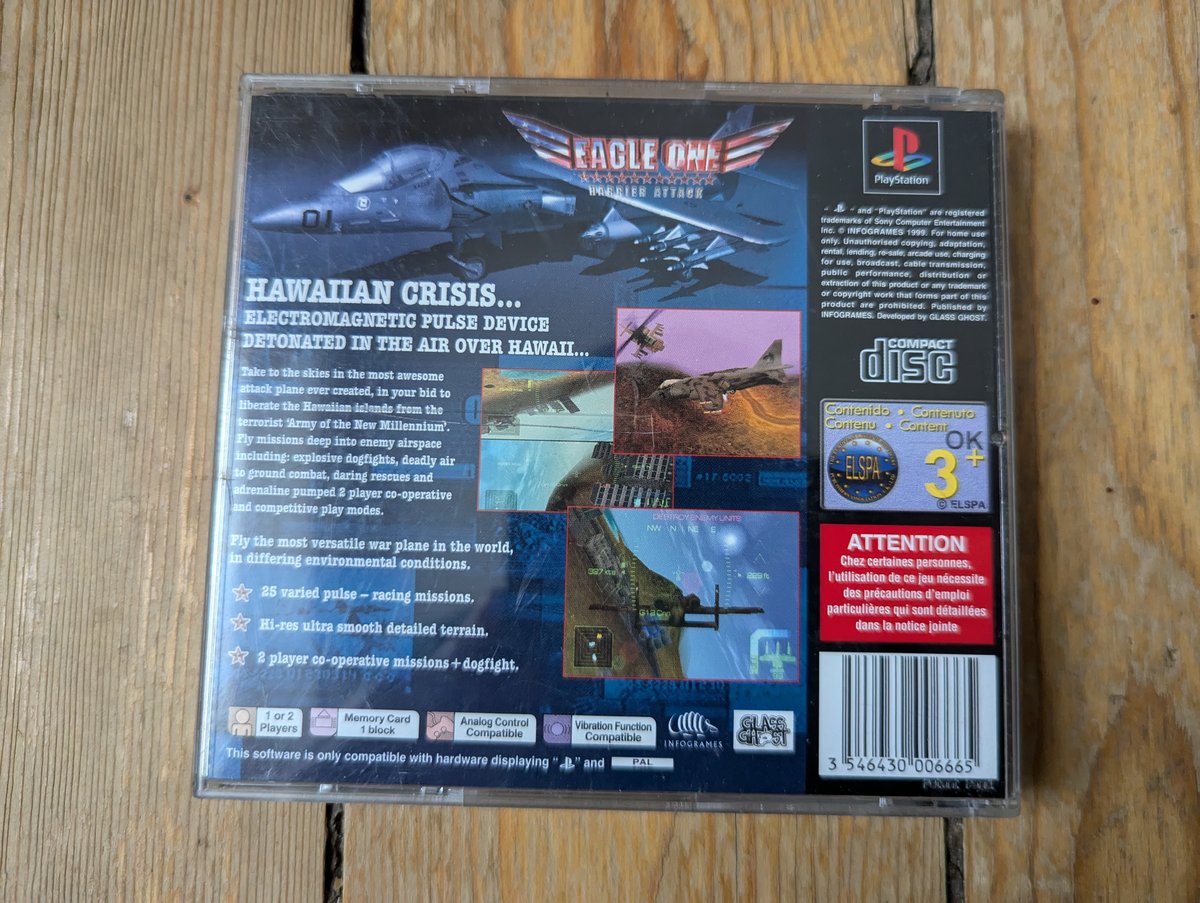 EAGLE ONE
HARRIER ATTACK
01
HAWAIIAN CRISIS...
ELECTROMAGNETIC PULSE DEVICE
DETONATED IN THE AIR OVER HAWAII...
Take to the skies in the most awesome
attack plane ever created, in your bid to
liberate the Hawaiian islands from the
terrorist 'Army of the New Millennium'.
Fly missions deep into enemy airspace
including: explosive dogfights, deadly air
to ground combat, daring rescues and
adrenaline pumped 2 player co-operative
and competitive play modes.
Fly the most versatile war plane in the world,
in differing environmental conditions.
25 varied pulse – racing missions.
Hi-res ultra smooth detailed terrain.
2 player co-operative missions + dogfight.
DESTROY ENEMY UNITS
NW N NE E
1 or 2
Players
Memory Card
1 block
Analog Control
Compatible
Vibration Function
Compatible
INFOGRAMES
GLASS
GHOST
This software is only compatible with hardware displaying " " and PAL
PlayStation
" " and "PlayStation" are registered
trademarks of Sony Computer Entertainment
Inc. © INFOGRAMES 1999. For home use
only. Unauthorised copying, adaptation,
rental, lending, re-sale, arcade use, charging
for use, broadcast, cable transmission,
public performance, distribution or
extraction of this product or any trademark
or copyright work that forms part of this
product are prohibited. Published by
INFOGRAMES. Developed by GLASS GHOST.
COMPACT
disc
Contenido • Contenuto
Contenu • Content
OK
ELSPA
3+
© ELSPA
ATTENTION
Chez certaines personnes,
l'utilisation de ce jeu nécessite
des précautions d'emploi
particulières qui sont détaillées
dans la notice jointe
3 546430 006665